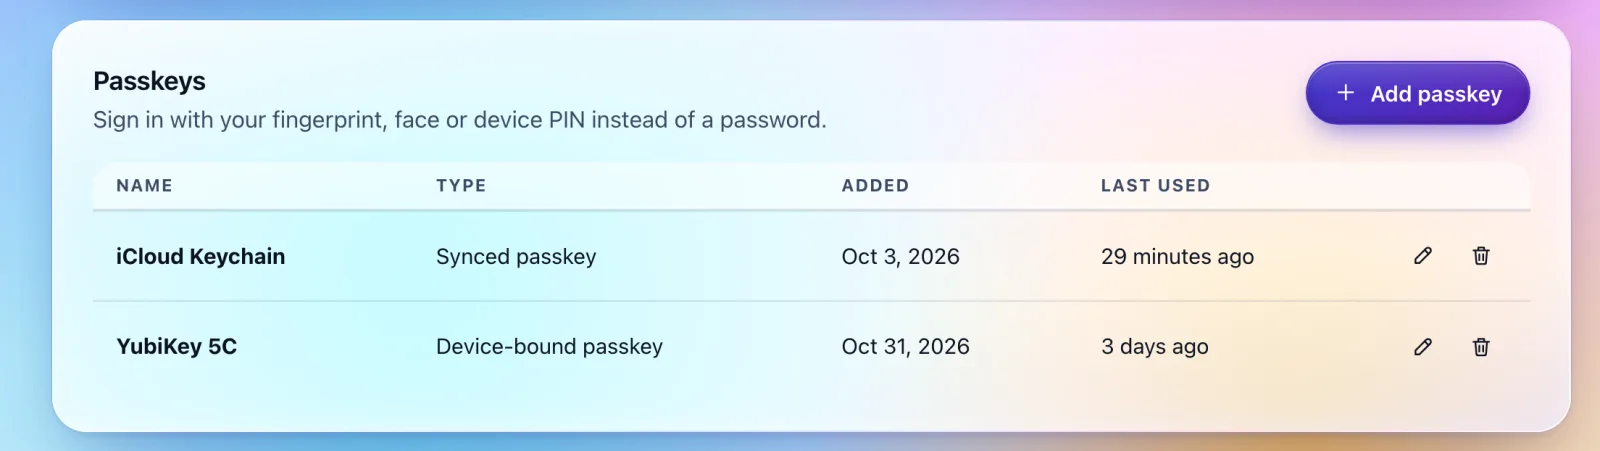 Passkeys
Sign in with your fingerprint, face or device PIN instead of a password.
+ Add passkey
NAME TYPE ADDED LAST USED
iCloud Keychain Synced passkey Oct 3, 2026 29 minutes ago
YubiKey 5C Device-bound passkey Oct 31, 2026 3 days ago